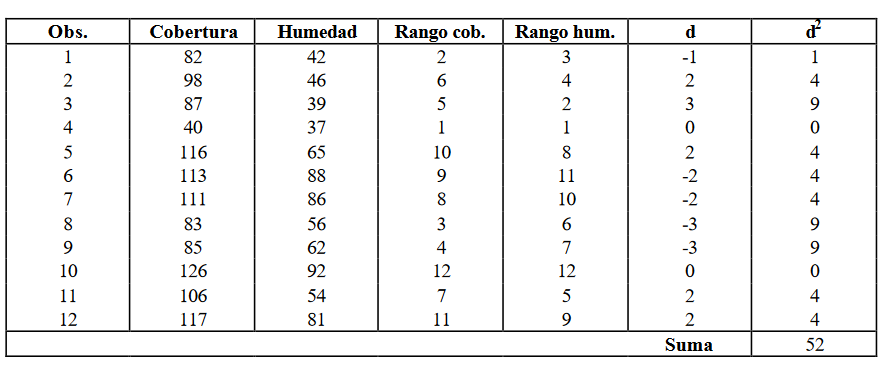 Obs. Cobertura Humedad Rango cob. Rango hum. d d²
1 82 42 2 3 -1 1
2 98 46 6 4 2 4
3 87 39 5 2 3 9
4 40 37 1 1 0 0
5 116 65 10 8 2 4
6 113 88 9 11 -2 4
7 111 86 8 10 -2 4
8 83 56 3 6 -3 9
9 85 62 4 7 -3 9
10 126 92 12 12 0 0
11 106 54 7 5 2 4
12 117 81 11 9 2 4
Suma 52